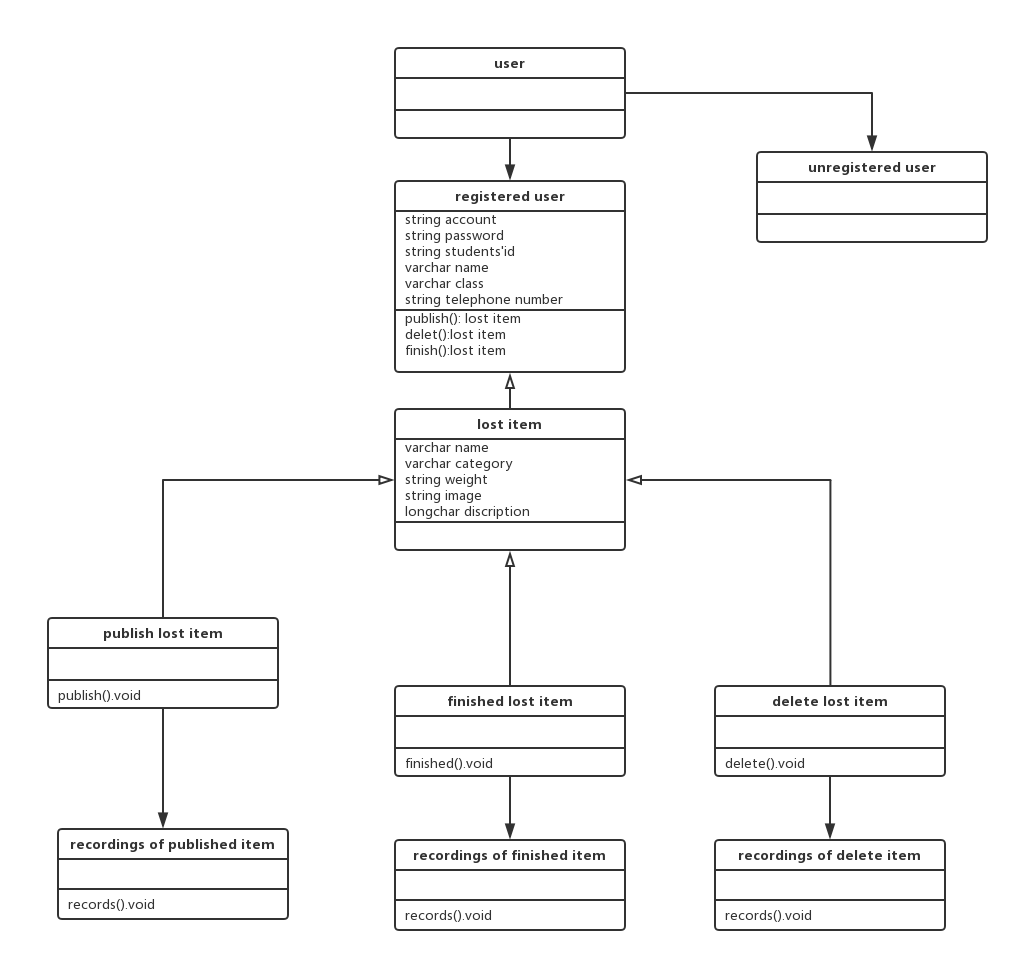 user
unregistered user
registered user
string account
string password
string students'id
varchar name
varchar class
string telephone number
publish(): lost item
delet():lost item
finish():lost item
lost item
varchar name
varchar category
string weight
string image
longchar discription
publish lost item
publish().void
finished lost item
finished().void
delete lost item
delete().void
recordings of published item
records().void
recordings of finished item
records().void
recordings of delete item
records().void